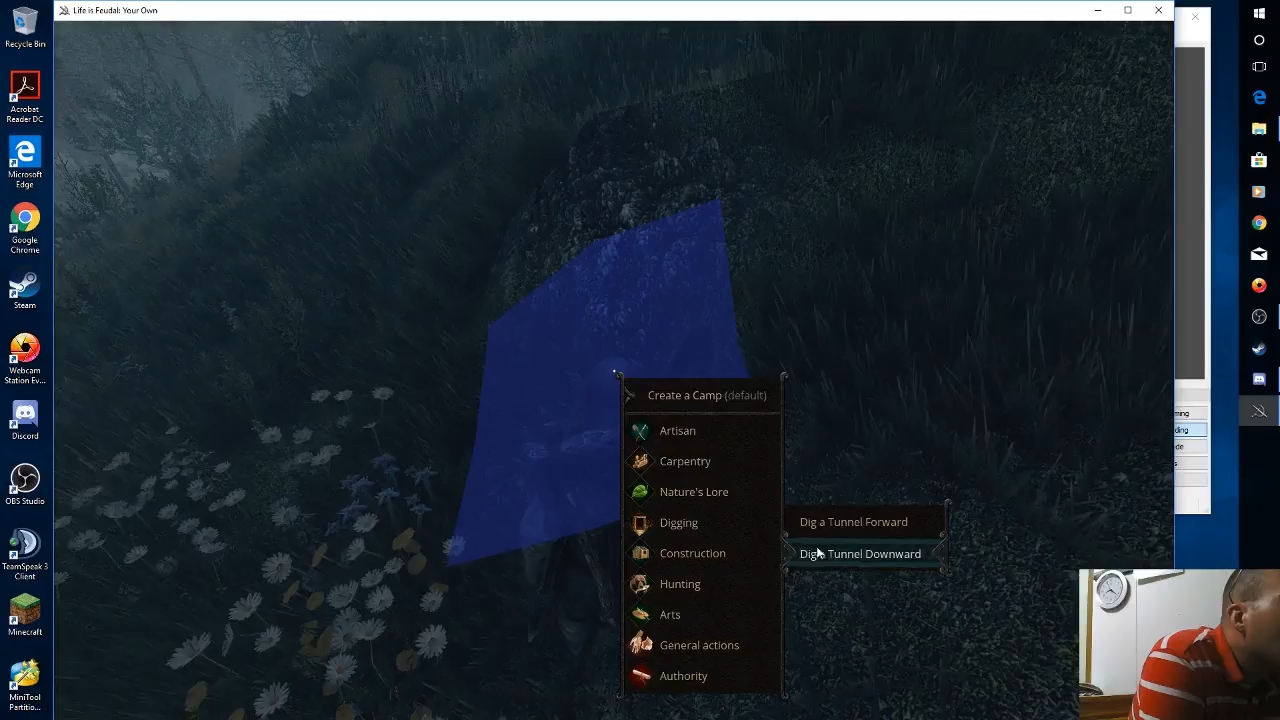 Life is Feudal: Your Own
Recycle Bin
Acrobat
Reader DC
Microsoft
Edge
Google
Chrome
Steam
Webcam
Station Ev...
Discord
OBS Studio
TeamSpeak 3
Client
Minecraft
MiniTool
Partitio...
Create a Camp (default)
Artisan
Carpentry
Nature's Lore
Digging
Construction
Hunting
Arts
General actions
Authority
Dig a Tunnel Forward
Dig a Tunnel Downward